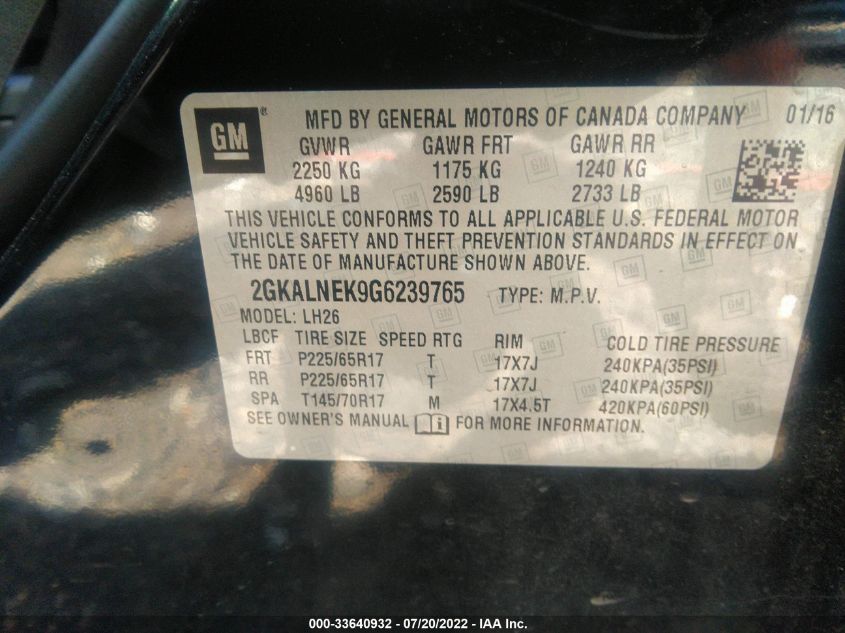 GM® MFD BY GENERAL MOTORS OF CANADA COMPANY 01/16
GVWR GAWR FRT GAWR RR
2250 KG 1175 KG 1240 KG
4960 LB 2590 LB 2733 LB
THIS VEHICLE CONFORMS TO ALL APPLICABLE U.S. FEDERAL MOTOR
VEHICLE SAFETY AND THEFT PREVENTION STANDARDS IN EFFECT ON
THE DATE OF MANUFACTURE SHOWN ABOVE.
2GKALNEK9G6239765 TYPE: M.P.V.
MODEL: LH26
LBCF TIRE SIZE SPEED RTG RIM COLD TIRE PRESSURE
FRT P225/65R17 T 17X7J 240KPA(35PSI)
RR P225/65R17 T 17X7J 240KPA(35PSI)
SPA T145/70R17 M 17X4.5T 420KPA(60PSI)
SEE OWNER'S MANUAL i FOR MORE INFORMATION.
000-33640932 - 07/20/2022 - IAA Inc.